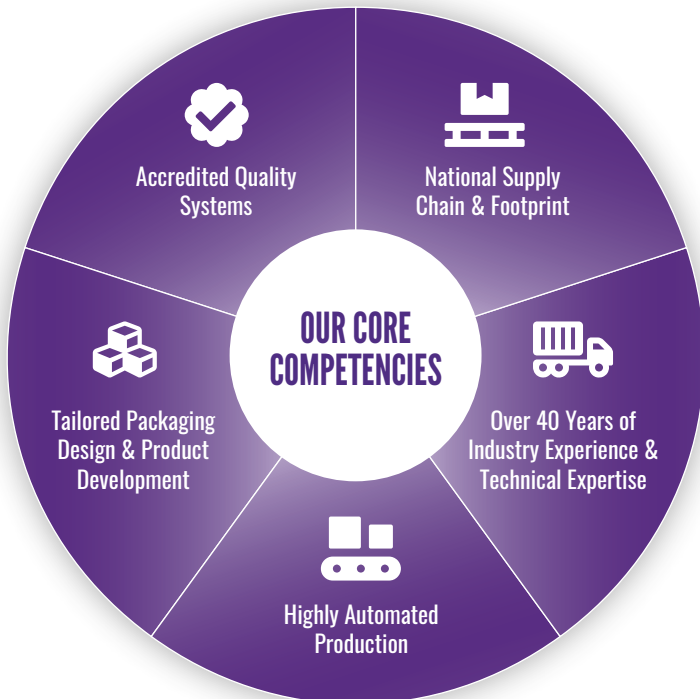 Accredited Quality
Systems
National Supply
Chain & Footprint
OUR CORE
COMPETENCIES
Tailored Packaging
Design & Product
Development
Over 40 Years of
Industry Experience &
Technical Expertise
Highly Automated
Production